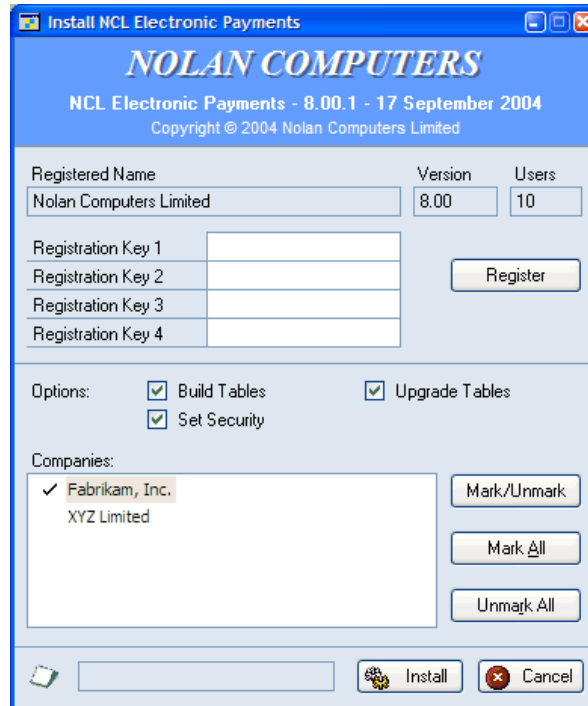 Install NCL Electronic Payments
NOLAN COMPUTERS
NCL Electronic Payments - 8.00.1 - 17 September 2004
Copyright © 2004 Nolan Computers Limited
Registered Name Version Users
Nolan Computers Limited 8.00 10
Registration Key 1
Registration Key 2 Register
Registration Key 3
Registration Key 4
Options: Build Tables Upgrade Tables
Set Security
Companies:
Fabrikam, Inc. Mark/Unmark
XYZ Limited
Mark All
Unmark All
Install Cancel